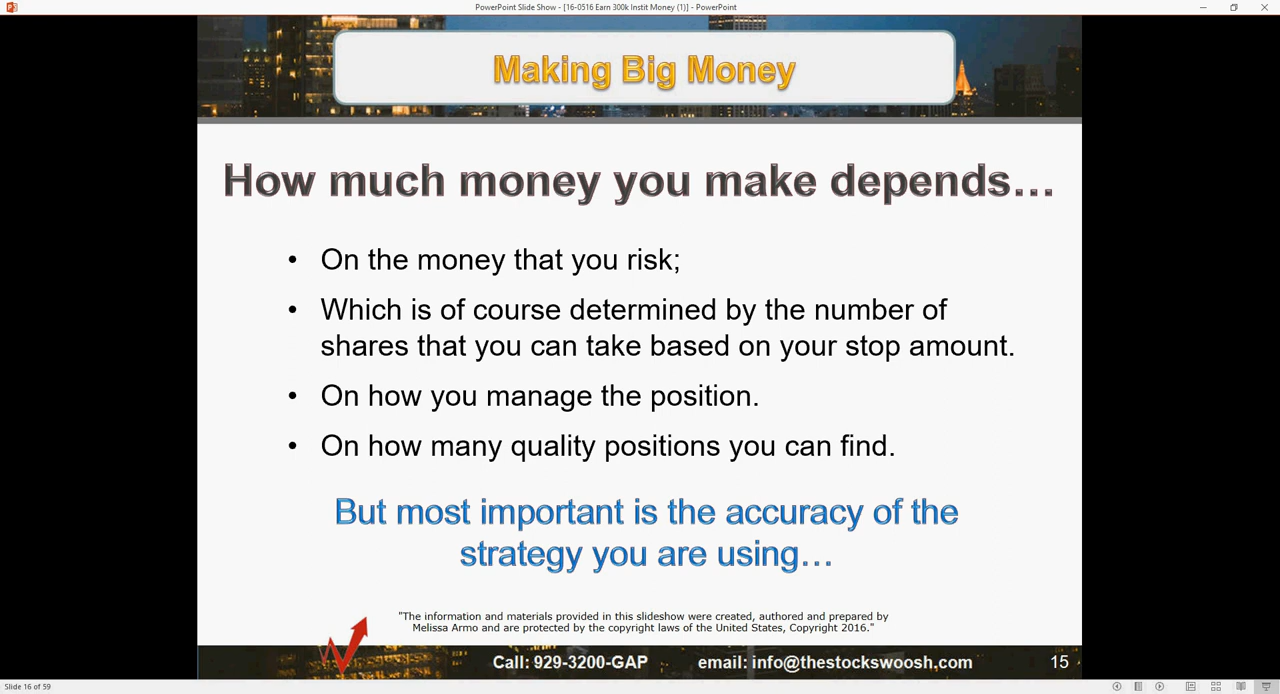 PowerPoint Slide Show - [16-0516 Earn 300k Instit Money (1)] - PowerPoint
Making Big Money
How much money you make depends…
• On the money that you risk;
• Which is of course determined by the number of
shares that you can take based on your stop amount.
• On how you manage the position.
• On how many quality positions you can find.
But most important is the accuracy of the
strategy you are using…
"The information and materials provided in this slideshow were created, authored and prepared by
Melissa Armo and are protected by the copyright laws of the United States, Copyright 2016."
Call: 929-3200-GAP email: info@thestockswoosh.com 15
Slide 16 of 59